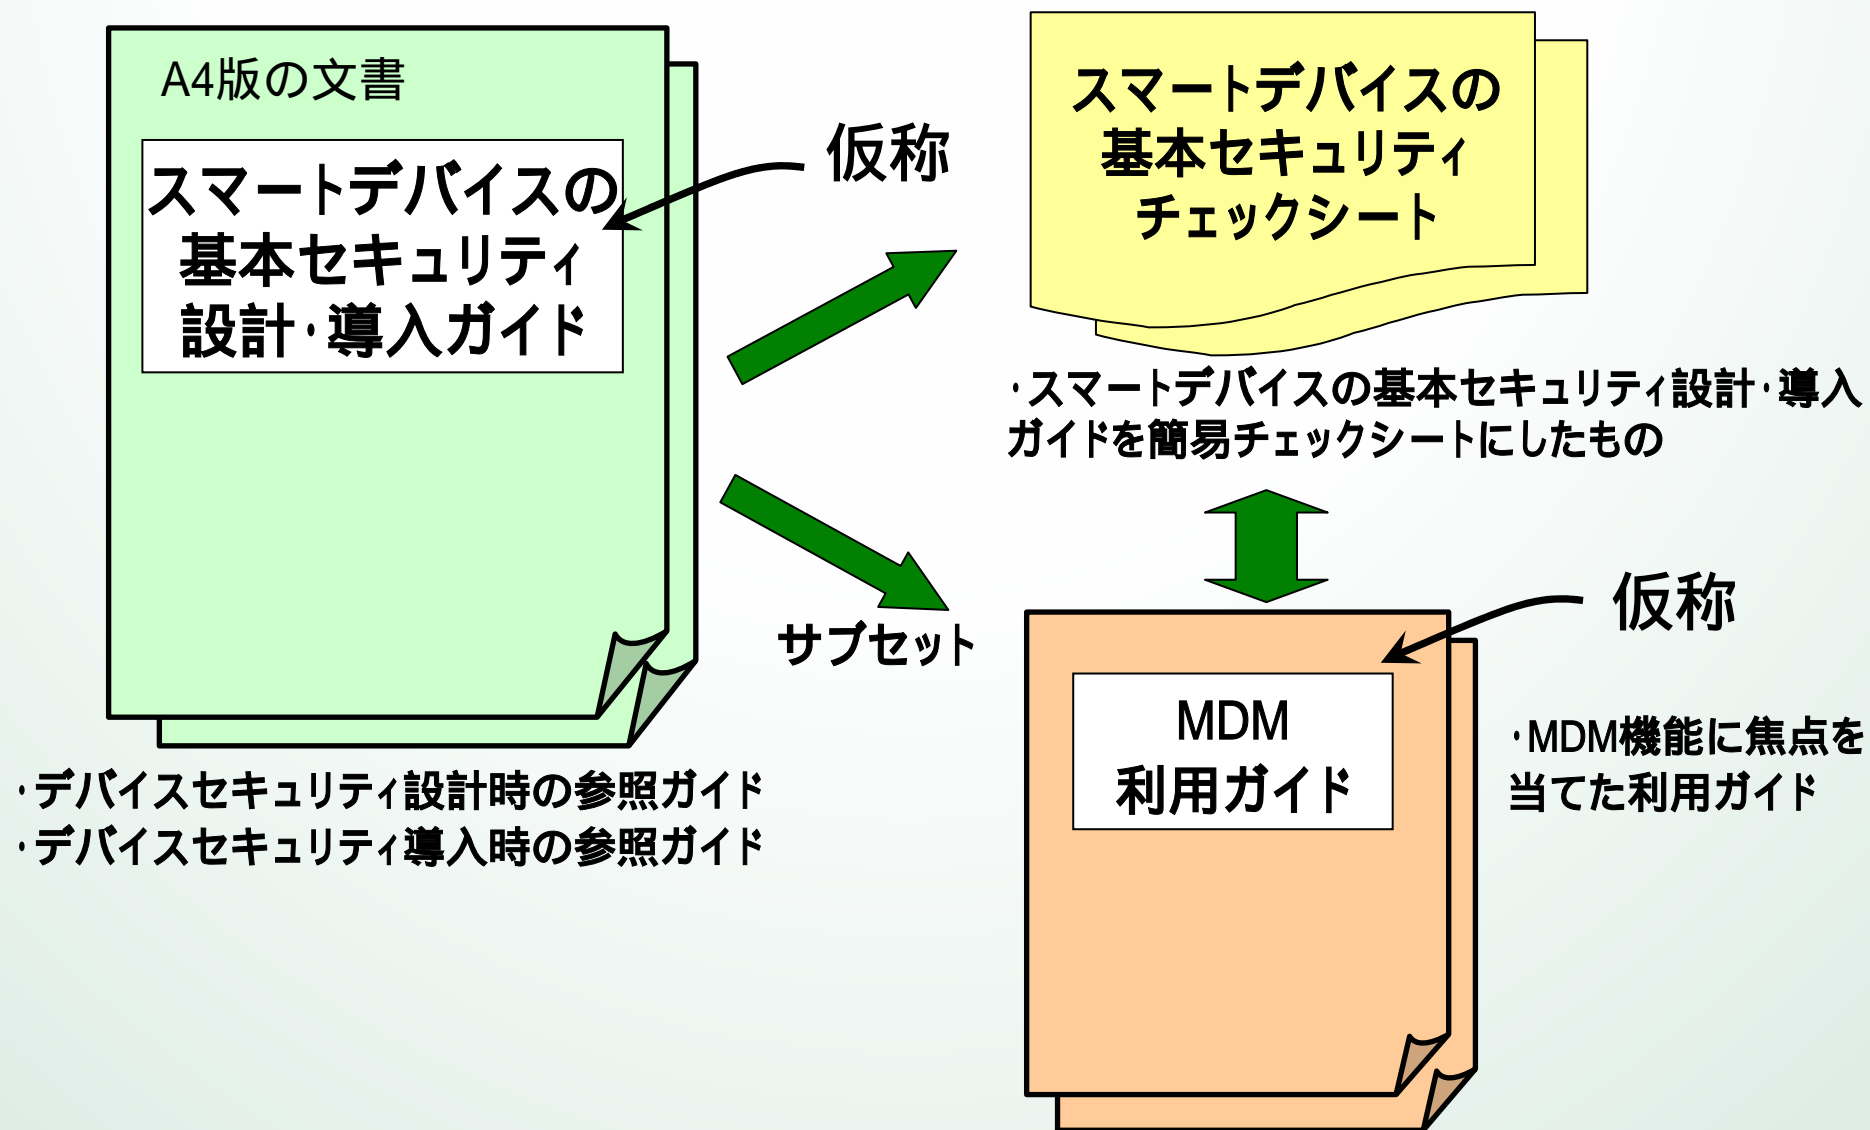 A4版の文書
スマートデバイスの
基本セキュリティ
設計・導入ガイド
仮称
・デバイスセキュリティ設計時の参照ガイド
・デバイスセキュリティ導入時の参照ガイド
サブセット
スマートデバイスの
基本セキュリティ
チェックシート
・スマートデバイスの基本セキュリティ設計・導入
ガイドを簡易チェックシートにしたもの
仮称
MDM
利用ガイド
・MDM機能に焦点を
当てた利用ガイド